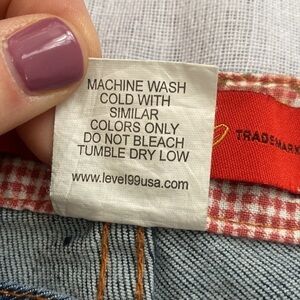 MACHINE WASH
COLD WITH
SIMILAR
COLORS ONLY
DO NOT BLEACH
TUMBLE DRY LOW
www.level99usa.com
TRADEMARK